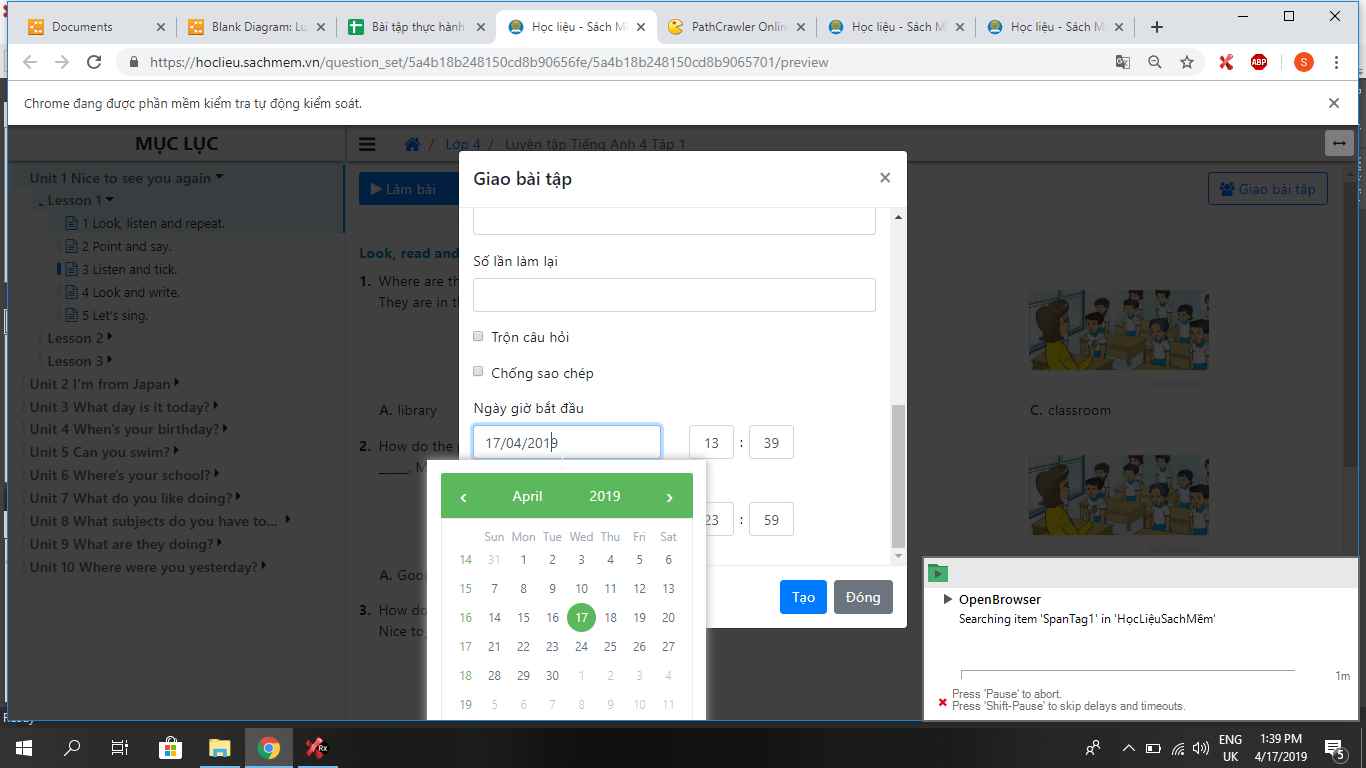 Documents
Blank Diagram: Lu
Bài tập thực hành
Học liệu - Sách Mềm
PathCrawler Online
Học liệu - Sách M
Học liệu - Sách M
https://hoclieu.sachmem.vn/question_set/5a4b18b248150cd8b90656fe/5a4b18b248150cd8b9065701/preview
ABP
S
Chrome đang được phần mềm kiểm tra tự động kiểm soát.
MỤC LỤC
/ Lớp 4 / Luyện tập Tiếng Anh 4 Tập 1
Unit 1 Nice to see you again
Lesson 1
1 Look, listen and repeat.
2 Point and say.
3 Listen and tick.
4 Look and write.
5 Let's sing.
Lesson 2
Lesson 3
Unit 2 I'm from Japan
Unit 3 What day is it today?
Unit 4 When's your birthday?
Unit 5 Can you swim?
Unit 6 Where's your school?
Unit 7 What do you like doing?
Unit 8 What subjects do you have to...
Unit 9 What are they doing?
Unit 10 Where were you yesterday?
Làm bài
Giao bài tập
Look, read and
1. Where are th
They are in th
A. library
C. classroom
2. How do the
____, M
A. Goo
3. How do
Nice to
Giao bài tập
×
Số lần làm lại
Trộn câu hỏi
Chống sao chép
Ngày giờ bắt đầu
17/04/2019
13 : 39
23 : 59
‹ April 2019 ›
Sun Mon Tue Wed Thu Fri Sat
14 31 1 2 3 4 5 6
15 7 8 9 10 11 12 13
16 14 15 16 17 18 19 20
17 21 22 23 24 25 26 27
18 28 29 30 1 2 3 4
19 5 6 7 8 9 10 11
Tạo
Đóng
OpenBrowser
Searching item 'SpanTag1' in 'HọcLiệuSachMềm'
1m
Press 'Pause' to abort.
Press 'Shift-Pause' to skip delays and timeouts.
Ready
Rx
ENG
UK
1:39 PM
4/17/2019
5